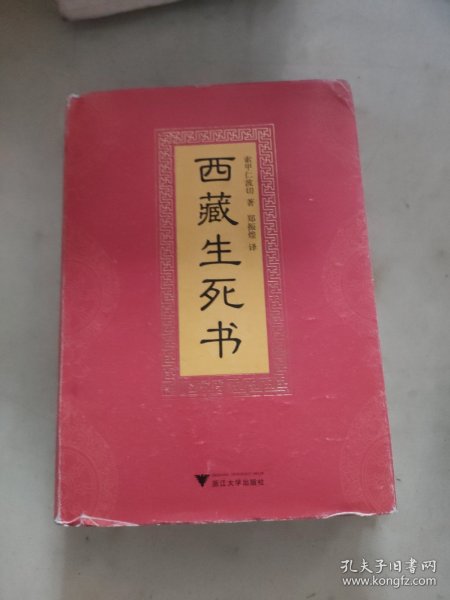 西藏生死书
索甲仁波切 著 郑振煌 译
浙江大学出版社
孔夫子旧书网
www.kongfz.com